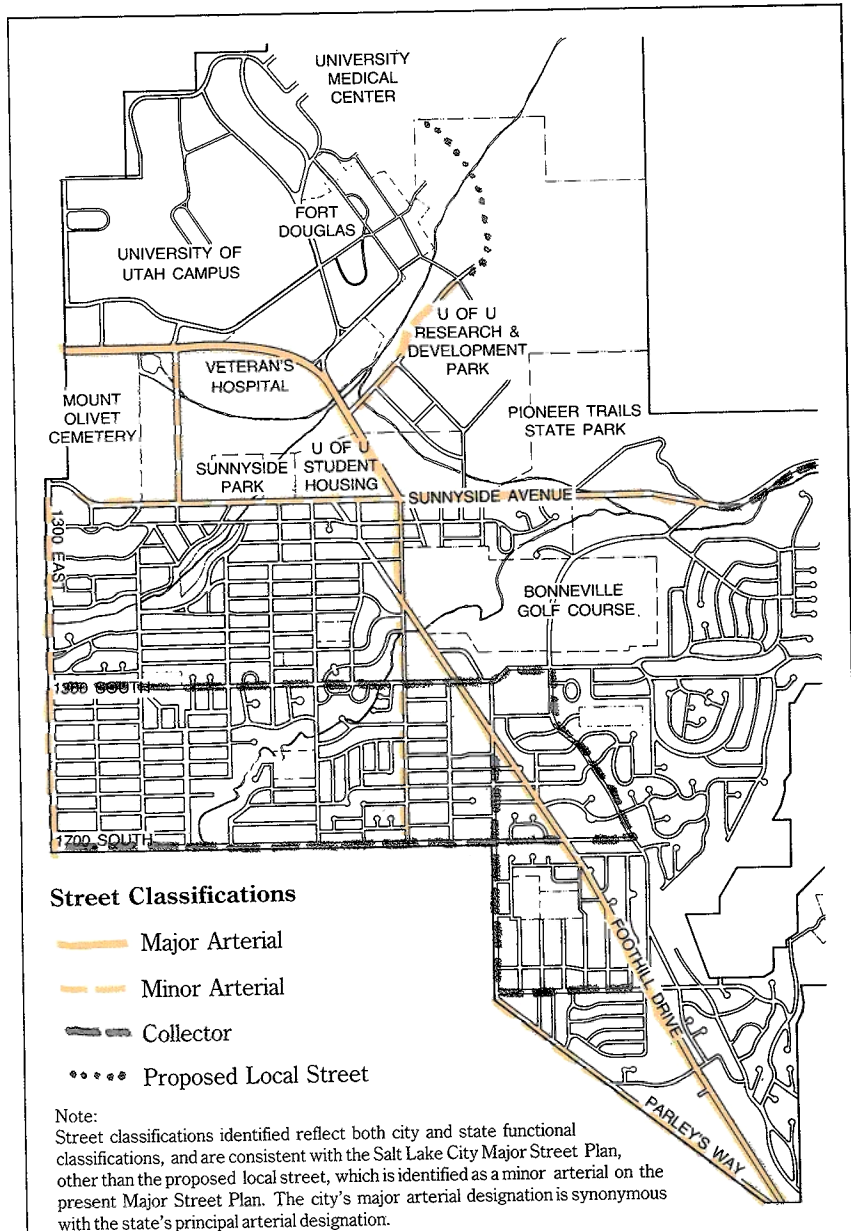 UNIVERSITY
MEDICAL
CENTER
FORT
DOUGLAS
UNIVERSITY OF
UTAH CAMPUS
U OF U
RESEARCH &
DEVELOPMENT
PARK
VETERAN'S
HOSPITAL
MOUNT
OLIVET
CEMETERY
PIONEER TRAILS
STATE PARK
U OF U
STUDENT
HOUSING
SUNNYSIDE
PARK
SUNNYSIDE AVENUE
1300 EAST
BONNEVILLE
GOLF COURSE
1300 SOUTH
1700 SOUTH
FOOTHILL DRIVE
PARLEY'S WAY
Street Classifications
Major Arterial
Minor Arterial
Collector
Proposed Local Street
Note:
Street classifications identified reflect both city and state functional
classifications, and are consistent with the Salt Lake City Major Street Plan,
other than the proposed local street, which is identified as a minor arterial on the
present Major Street Plan. The city's major arterial designation is synonymous
with the state's principal arterial designation.